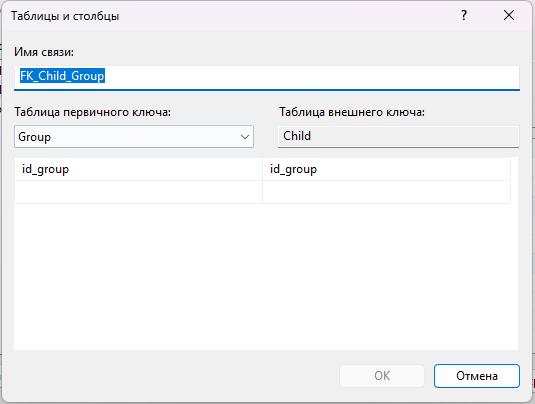 Таблицы и столбцы
?
Имя связи:
FK_Child_Group
Таблица первичного ключа:
Таблица внешнего ключа:
Group
Child
id_group
id_group
OK
Отмена